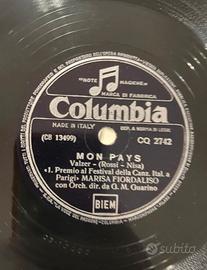 "NOTE MAGICHE"
MARCA DI FABBRICA
Columbia
MADE IN ITALY
DEP. A NORMA DI LEGGE
(CB 13499)
CQ 2742
MON PAYS
Valzer - (Rossi - Nisa)
«1. Premio al Festival della Canz. Ital. a
Parigi» MARISA FIORDALISO
con Orch. dir. da G. M. Guarino
BIEM
subito